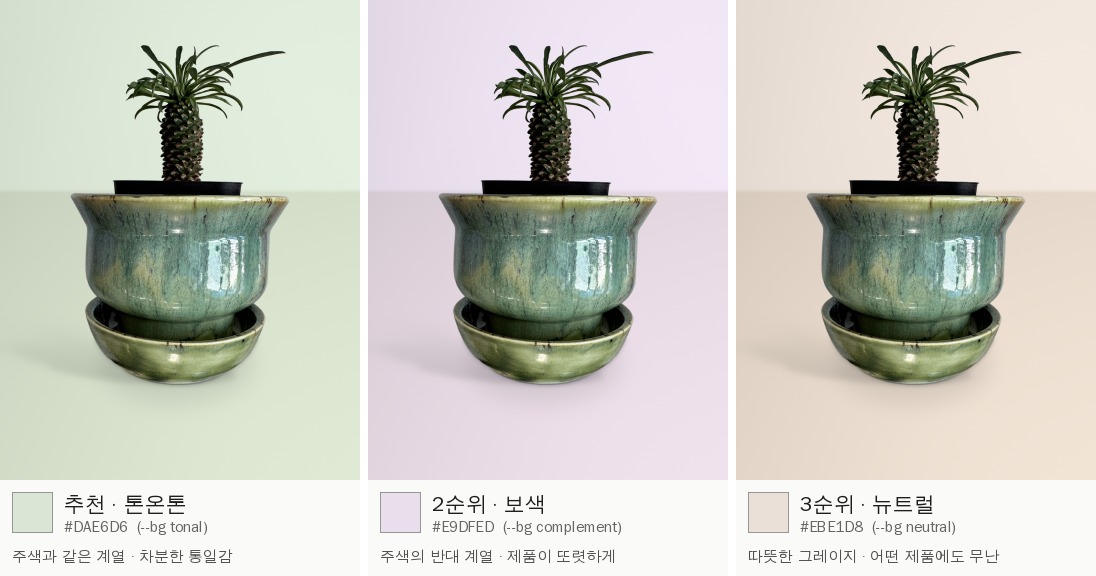 추천 · 톤온톤
#DAE6D6 (--bg tonal)
주색과 같은 계열 · 차분한 통일감
2순위 · 보색
#E9DFED (--bg complement)
주색의 반대 계열 · 제품이 또렷하게
3순위 · 뉴트럴
#EBE1D8 (--bg neutral)
따뜻한 그레이지 · 어떤 제품에도 무난